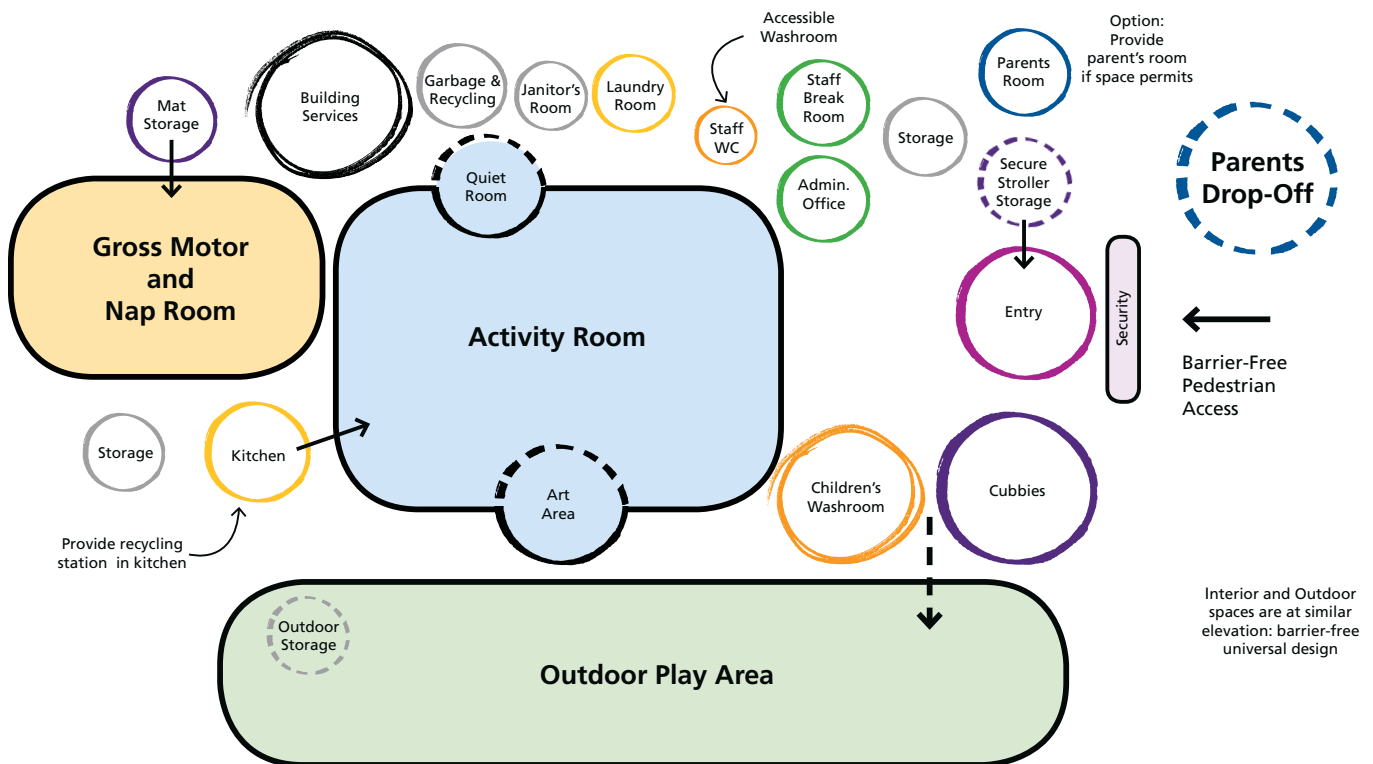 Accessible
Washroom
Option:
Provide
parent's room
if space permits
Parents
Room
Mat
Storage
Building
Services
Garbage &
Recycling
Janitor's
Room
Laundry
Room
Staff
WC
Staff
Break
Room
Storage
Secure
Stroller
Storage
Parents
Drop-Off
Quiet
Room
Admin.
Office
Gross Motor
and
Nap Room
Activity Room
Entry
Security
Barrier-Free
Pedestrian
Access
Storage
Kitchen
Art
Area
Children's
Washroom
Cubbies
Provide recycling
station in kitchen
Outdoor
Storage
Outdoor Play Area
Interior and Outdoor
spaces are at similar
elevation: barrier-free
universal design